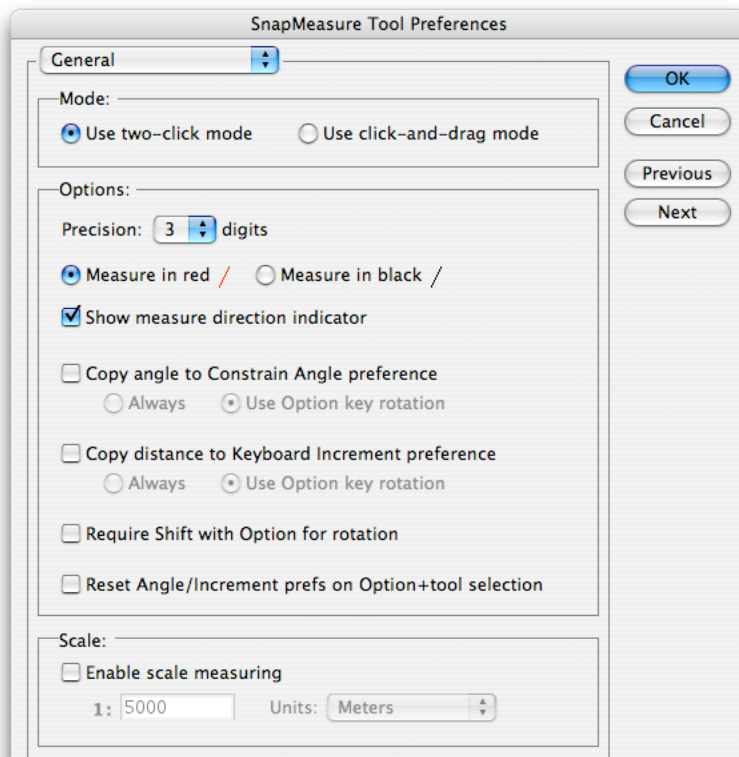 SnapMeasure Tool Preferences
General
OK
Mode:
Cancel
Use two-click mode Use click-and-drag mode
Previous
Options:
Next
Precision: 3 digits
Measure in red Measure in black
Show measure direction indicator
Copy angle to Constrain Angle preference
Always Use Option key rotation
Copy distance to Keyboard Increment preference
Always Use Option key rotation
Require Shift with Option for rotation
Reset Angle/Increment prefs on Option+tool selection
Scale:
Enable scale measuring
1: 5000 Units: Meters